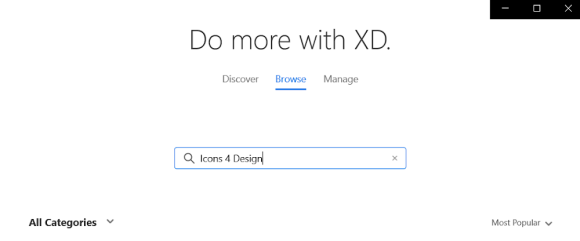 Do more with XD.
Discover Browse Manage
Icons 4 Design
All Categories Most Popular